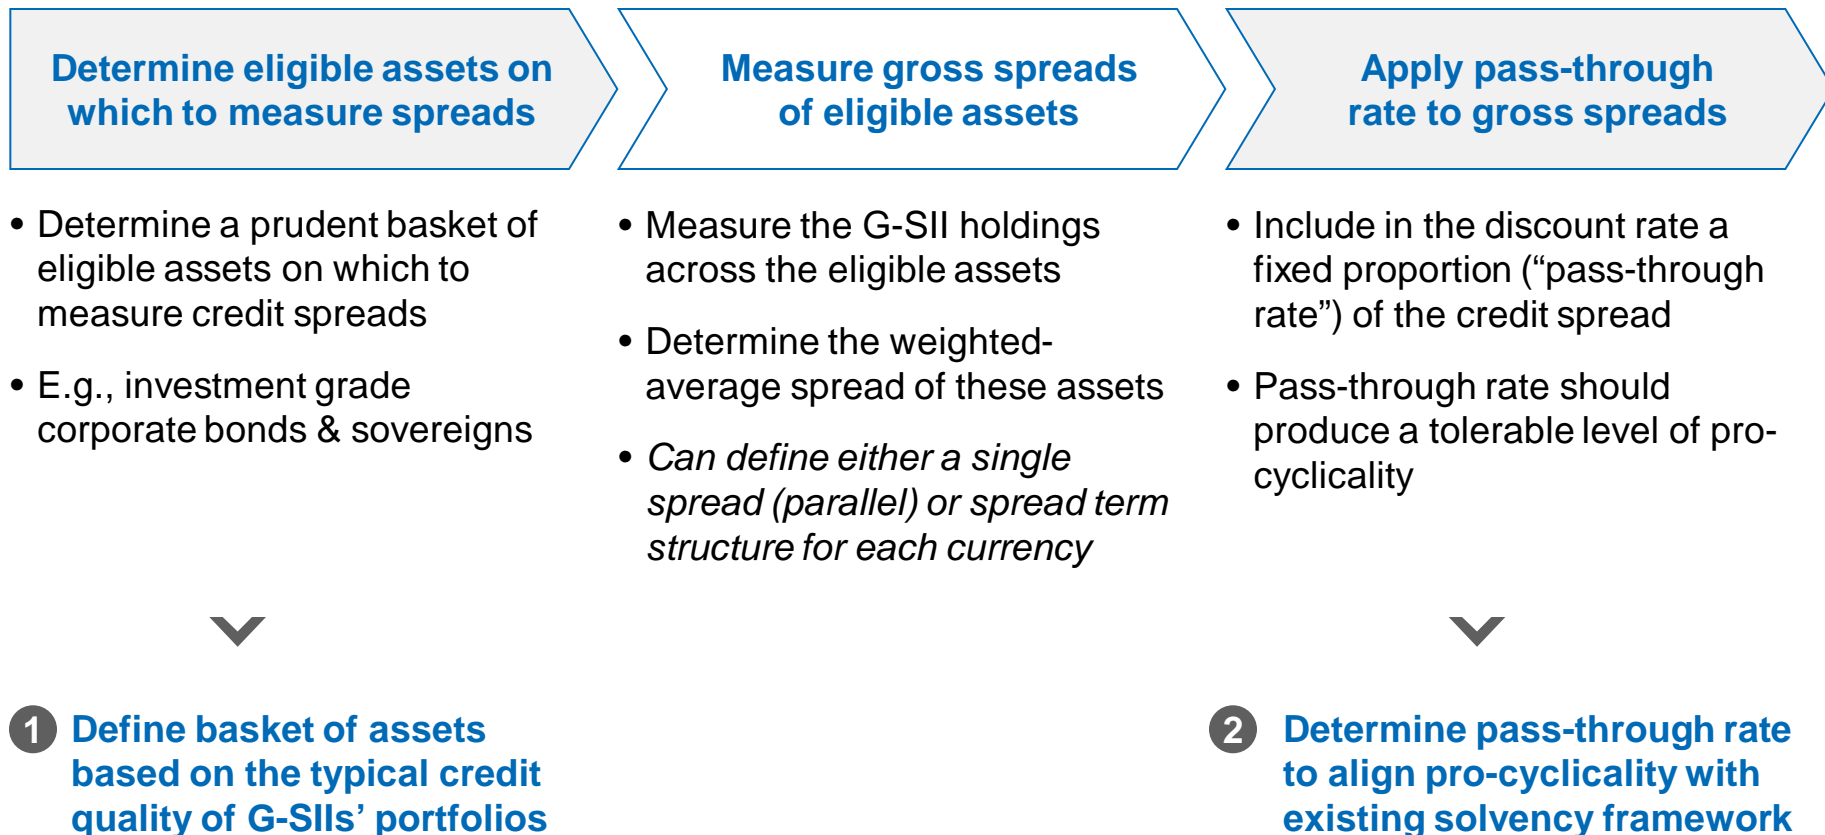 Determine eligible assets on
which to measure spreads
Measure gross spreads
of eligible assets
Apply pass-through
rate to gross spreads
• Determine a prudent basket of
eligible assets on which to
measure credit spreads
• E.g., investment grade
corporate bonds & sovereigns
• Measure the G-SII holdings
across the eligible assets
• Determine the weighted-
average spread of these assets
• Can define either a single
spread (parallel) or spread term
structure for each currency
• Include in the discount rate a
fixed proportion (“pass-through
rate”) of the credit spread
• Pass-through rate should
produce a tolerable level of pro-
cyclicality
1 Define basket of assets
based on the typical credit
quality of G-SIIs’ portfolios
2 Determine pass-through rate
to align pro-cyclicality with
existing solvency framework